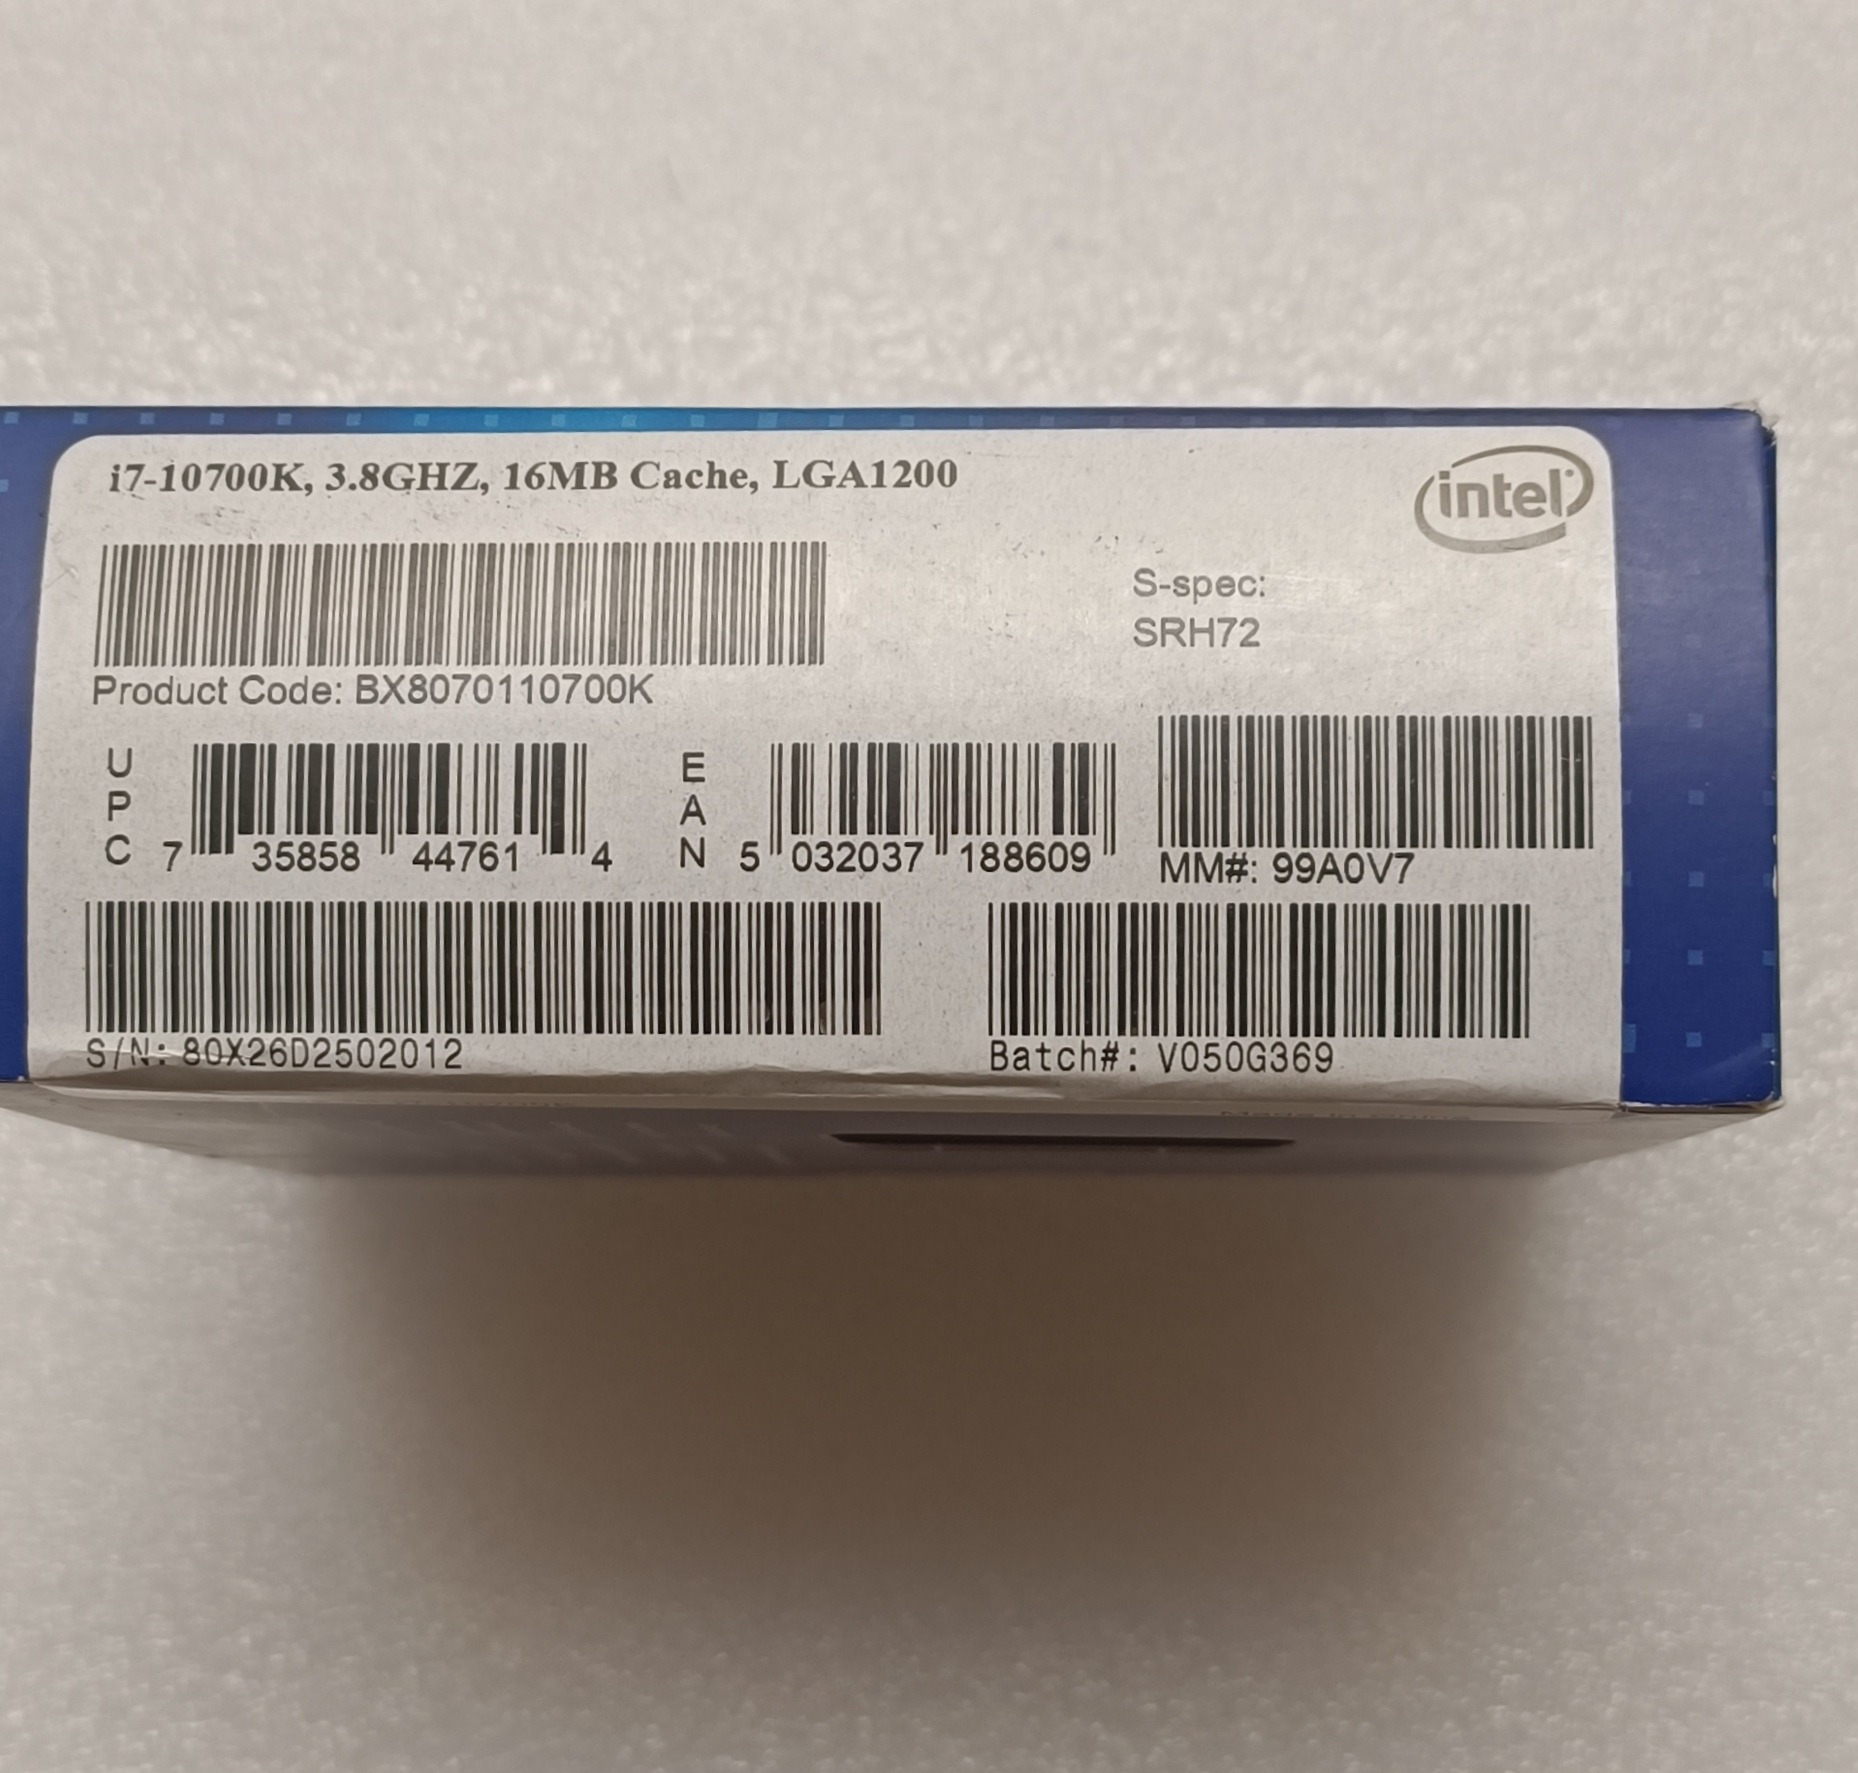 i7-10700K, 3.8GHZ, 16MB Cache, LGA1200
intel
S-spec:
SRH72
Product Code: BX8070110700K
UPC 7 35858 44761 4
EAN 5 032037 188609
MM#: 99A0V7
S/N: 80X26D2502012
Batch#: V050G369